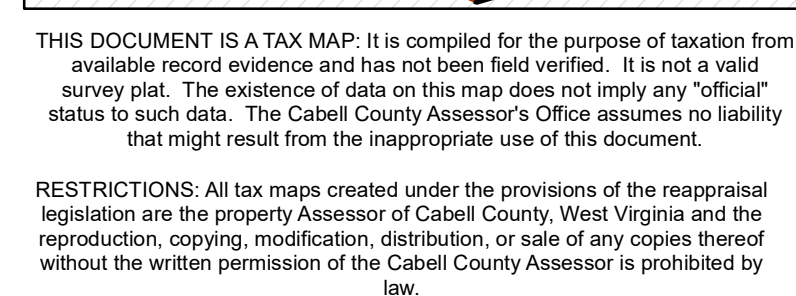 THIS DOCUMENT IS A TAX MAP: It is compiled for the purpose of taxation from
available record evidence and has not been field verified.  It is not a valid
survey plat.  The existence of data on this map does not imply any "official"
status to such data.  The Cabell County Assessor's Office assumes no liability
that might result from the inappropriate use of this document.
RESTRICTIONS: All tax maps created under the provisions of the reappraisal
legislation are the property Assessor of Cabell County, West Virginia and the
reproduction, copying, modification, distribution, or sale of any copies thereof
without the written permission of the Cabell County Assessor is prohibited by
law.